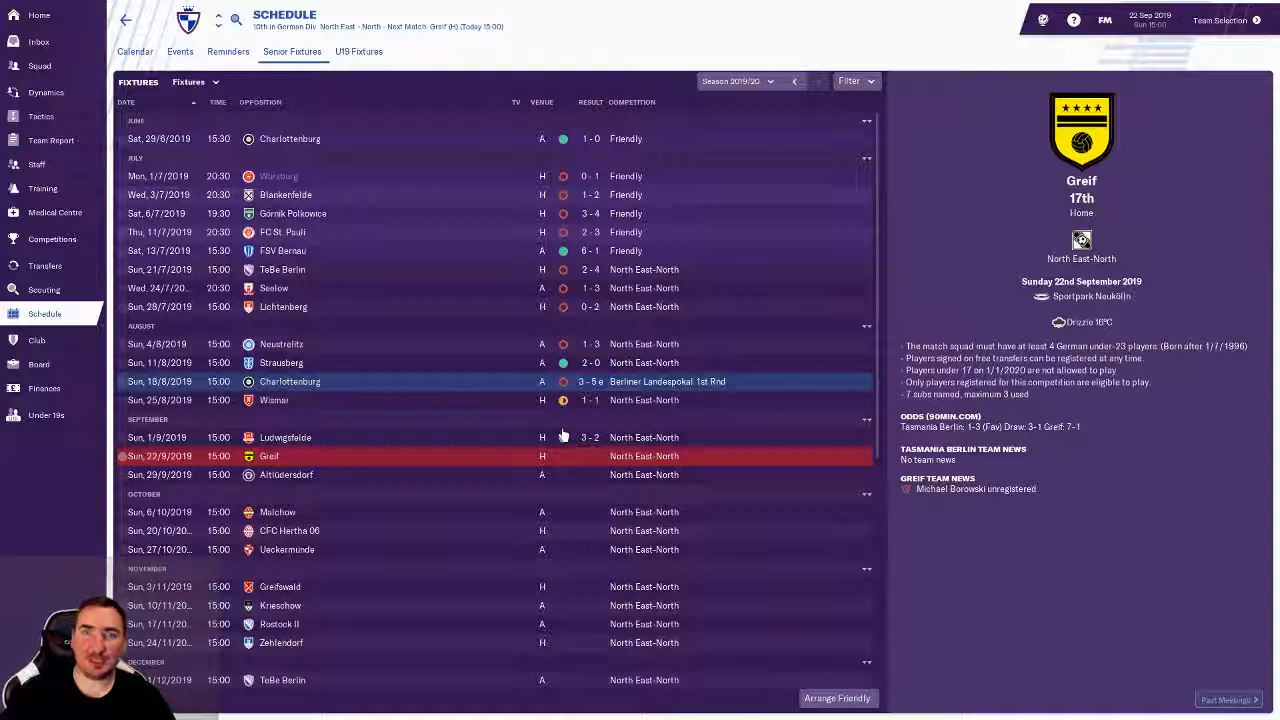 SCHEDULE
10th in German Div. North East - North - Next Match: Greif (H) (Today 15:00)
FM
22 Sep 2019
Sun 15:00
Team Selection
Home
Inbox
Squad
Dynamics
Tactics
Team Report
Staff
Training
Medical Centre
Competitions
Transfers
Scouting
Schedule
Club
Board
Finances
Under 19s
Calendar Events Reminders Senior Fixtures U19 Fixtures
FIXTURES Fixtures Season 2019/20 Filter
DATE TIME OPPOSITION TV VENUE RESULT COMPETITION
JUNE
Sat, 29/6/2019 15:30 Charlottenburg A 1 - 0 Friendly
JULY
Mon, 1/7/2019 20:30 Würzburg H 0 - 1 Friendly
Wed, 3/7/2019 20:30 Blankenfelde H 1 - 2 Friendly
Sat, 6/7/2019 19:30 Górnik Polkowice H 3 - 4 Friendly
Thu, 11/7/2019 20:30 FC St. Pauli H 2 - 3 Friendly
Sat, 13/7/2019 15:30 FSV Bernau A 6 - 1 Friendly
Sun, 21/7/2019 15:00 TeBe Berlin H 2 - 4 North East-North
Wed, 24/7/20... 20:30 Seelow A 1 - 3 North East-North
Sun, 28/7/2019 15:00 Lichtenberg H 0 - 2 North East-North
AUGUST
Sun, 4/8/2019 15:00 Neustrelitz A 1 - 3 North East-North
Sun, 11/8/2019 15:00 Strausberg A 2 - 0 North East-North
Sun, 18/8/2019 15:00 Charlottenburg A 3 - 5 e Berliner Landespokal 1st Rnd
Sun, 25/8/2019 15:00 Wismar H 1 - 1 North East-North
SEPTEMBER
Sun, 1/9/2019 15:00 Ludwgsfelde H 3 - 2 North East-North
Sun, 22/9/2019 15:00 Greif H North East-North
Sun, 29/9/2019 15:00 Altlüdersdorf A North East-North
OCTOBER
Sun, 6/10/2019 15:00 Malchow A North East-North
Sun, 20/10/20... 15:00 CFC Hertha 06 H North East-North
Sun, 27/10/20... 15:00 Ueckermünde A North East-North
NOVEMBER
Sun, 3/11/2019 15:00 Greifswald H North East-North
Sun, 10/11/20... 15:00 Krieschow A North East-North
Sun, 17/11/20... 15:00 Rostock II A North East-North
Sun, 24/11/20... 15:00 Zehlendorf H North East-North
DECEMBER
1/12/2019 15:00 TeBe Berlin A North East-North
Arrange Friendly
Greif
17th
Home
North East-North
Sunday 22nd September 2019
Sportpark Neukölln
Drizzle 16°C
- The match squad must have at least 4 German under-23 players. (Born after 1/7/1996)
- Players signed on free transfers can be registered at any time.
- Players under 17 on 1/1/2020 are not allowed to play
- Only players registered for this competition are eligible to play.
- 7 subs named, maximum 3 used
ODDS (90MIN.COM)
Tasmania Berlin: 1-3 (Fav) Draw: 3-1 Greif: 7-1
TASMANIA BERLIN TEAM NEWS
No team news
GREIF TEAM NEWS
Michael Borowski unregistered
Past Meetings